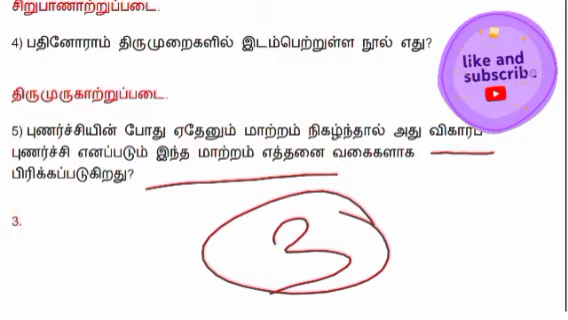 சிறுபாணாற்றுப்படை.
4) பதினோராம் திருமுறைகளில் இடம்பெற்றுள்ள நூல் எது?
like and
subscribe
திருமுருகாற்றுப்படை.
5) புணர்ச்சியின் போது ஏதேனும் மாற்றம் நிகழ்ந்தால் அது விகாரப்
புணர்ச்சி எனப்படும் இந்த மாற்றம் எத்தனை வகைகளாக
பிரிக்கப்படுகிறது?
3.
3